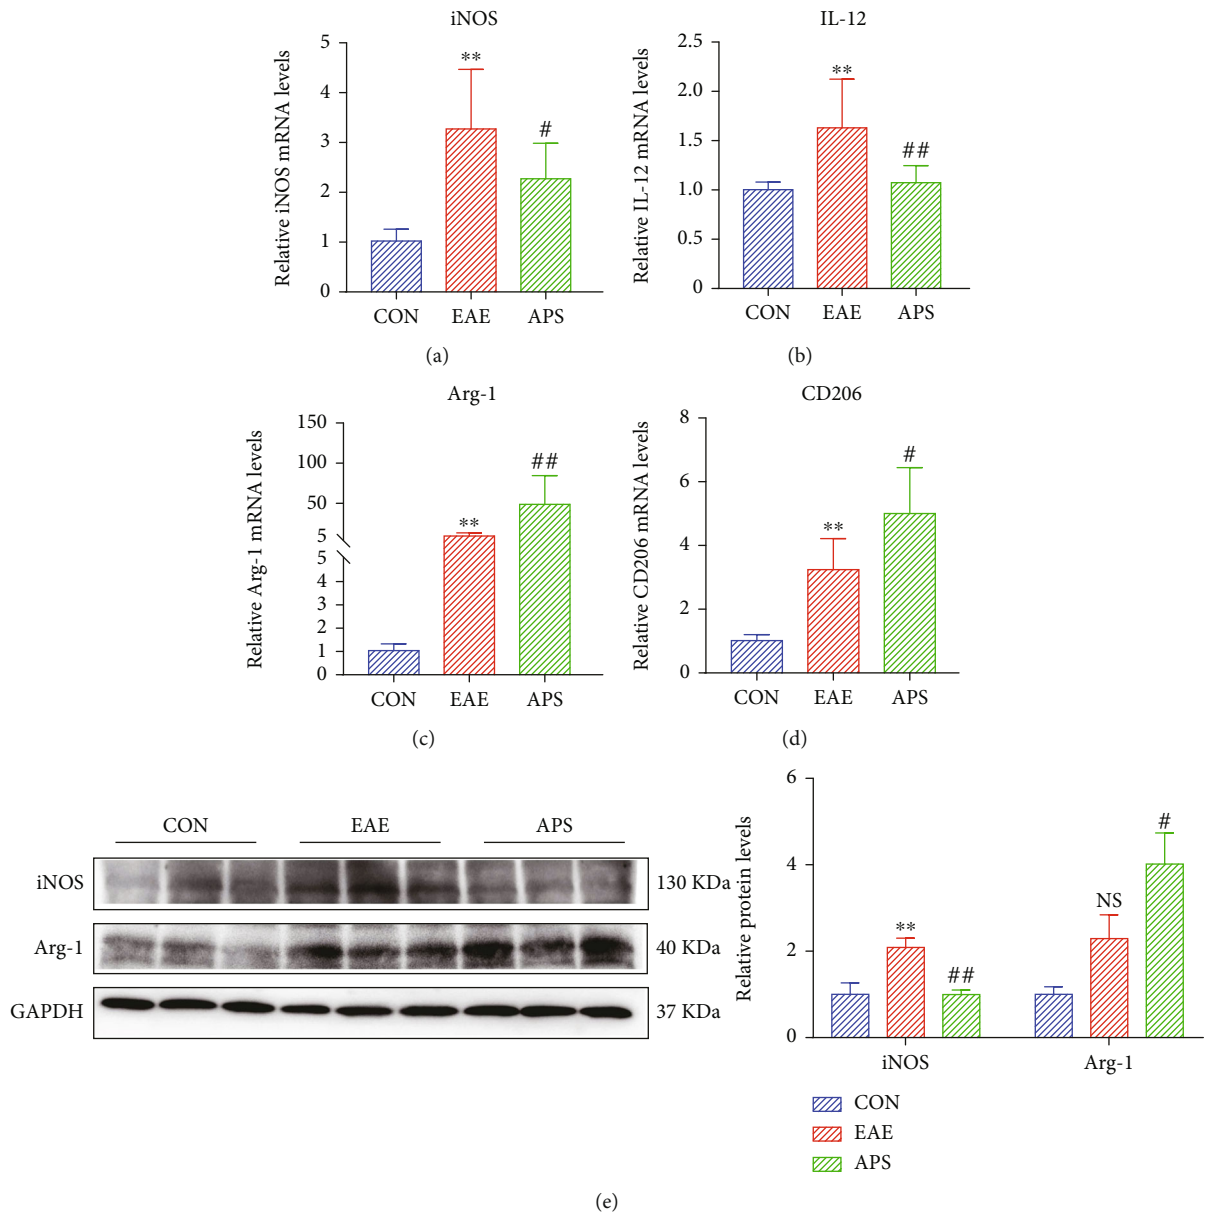 iNOS
Relative iNOS mRNA levels
5
4
3
2
1
0
**
#
CON EAE APS
(a)
IL-12
Relative IL-12 mRNA levels
2.5
2.0
1.5
1.0
0.5
0
**
##
CON EAE APS
(b)
Arg-1
Relative Arg-1 mRNA levels
150
100
50
5
5
4
3
2
1
0
**
##
CON EAE APS
(c)
CD206
Relative CD206 mRNA levels
8
6
4
2
0
**
#
CON EAE APS
(d)
CON EAE APS
iNOS 130 KDa
Arg-1 40 KDa
GAPDH 37 KDa
Relative protein levels
6
4
2
0
**
##
NS
#
iNOS Arg-1
CON
EAE
APS
(e)